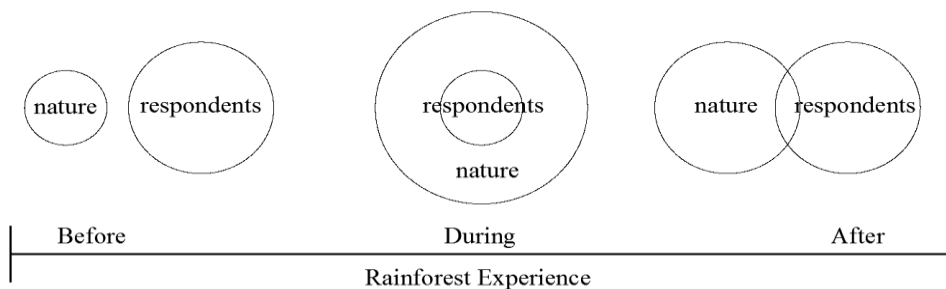 nature respondents respondents nature respondents
nature
Before During After
Rainforest Experience